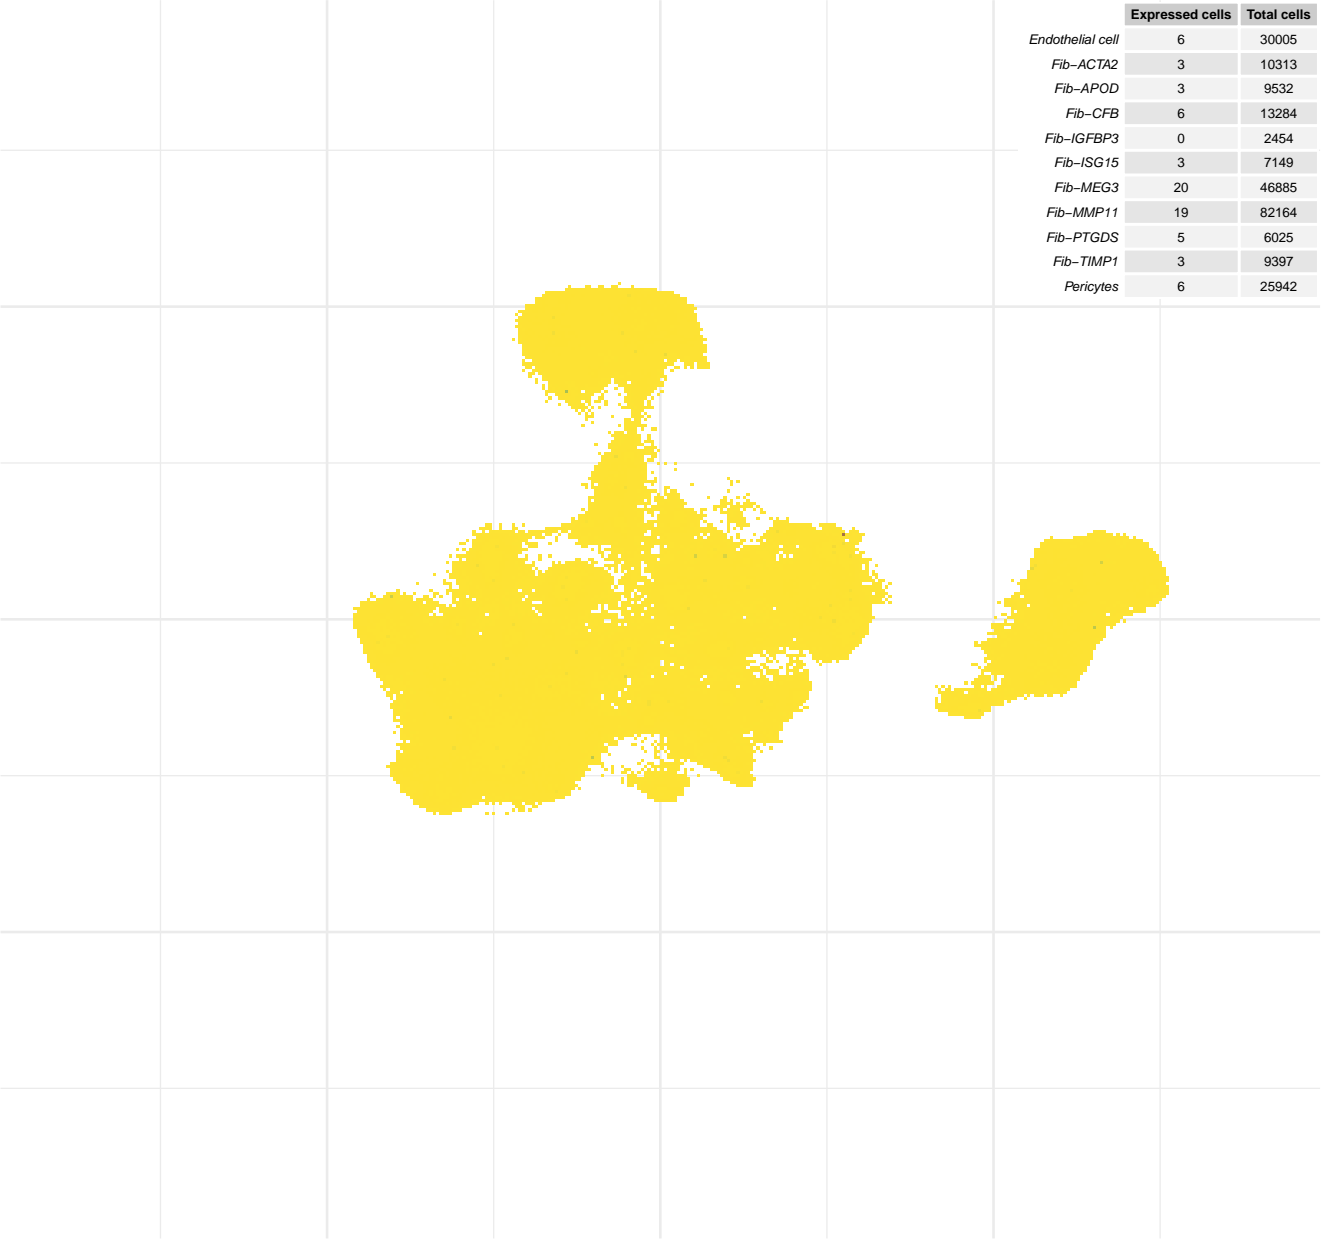 Expressed cells Total cells
Endothelial cell 6 30005
Fib−ACTA2 3 10313
Fib−APOD 3 9532
Fib−CFB 6 13284
Fib−IGFBP3 0 2454
Fib−ISG15 3 7149
Fib−MEG3 20 46885
Fib−MMP11 19 82164
Fib−PTGDS 5 6025
Fib−TIMP1 3 9397
Pericytes 6 25942